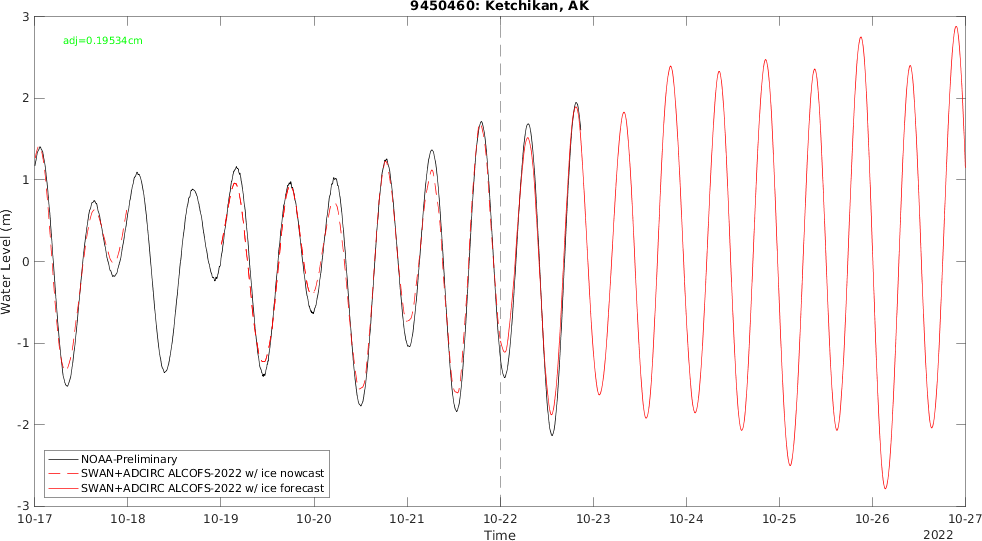 9450460: Ketchikan, AK
adj=0.19534cm
3
2
1
0
-1
-2
-3
Water Level (m)
NOAA-Preliminary
SWAN+ADCIRC ALCOFS-2022 w/ ice nowcast
SWAN+ADCIRC ALCOFS-2022 w/ ice forecast
10-17 10-18 10-19 10-20 10-21 10-22 10-23 10-24 10-25 10-26 10-27
Time
2022